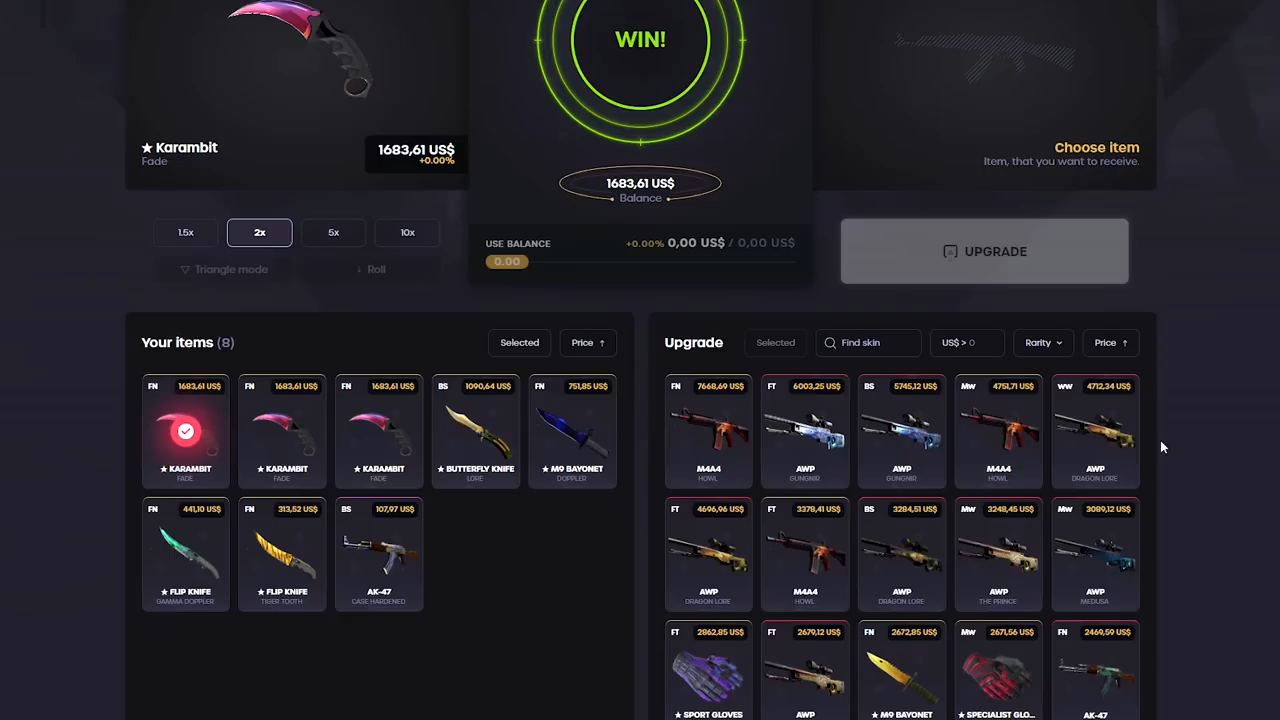 WIN!
★ Karambit
Fade
1683,61 US$
+0.00%
1683,61 US$
Balance
Choose item
Item, that you want to receive.
1.5x
2x
5x
10x
Triangle mode
Roll
USE BALANCE
+0.00% 0,00 US$ / 0,00 US$
0.00
UPGRADE
Your items (8)
Selected
Price ↑
FN 1683,61 US$
★ KARAMBIT
FADE
FN 1683,61 US$
★ KARAMBIT
FADE
FN 1683,61 US$
★ KARAMBIT
FADE
BS 1090,64 US$
★ BUTTERFLY KNIFE
LORE
FN 751,85 US$
★ M9 BAYONET
DOPPLER
FN 441,10 US$
★ FLIP KNIFE
GAMMA DOPPLER
FN 313,52 US$
★ FLIP KNIFE
TIGER TOOTH
BS 107,97 US$
AK-47
CASE HARDENED
Upgrade
Selected
Find skin
US$ > 0
Rarity
Price ↑
FN 7668,69 US$
M4A4
HOWL
FT 6003,25 US$
AWP
GUNGNIR
BS 5745,12 US$
AWP
GUNGNIR
MW 4751,71 US$
M4A4
HOWL
WW 4712,34 US$
AWP
DRAGON LORE
FT 4696,96 US$
AWP
DRAGON LORE
FT 3378,41 US$
M4A4
HOWL
BS 3284,51 US$
AWP
DRAGON LORE
MW 3248,45 US$
AWP
THE PRINCE
MW 3089,12 US$
AWP
MEDUSA
FT 2862,85 US$
★ SPORT GLOVES
FT 2679,12 US$
AWP
FN 2672,85 US$
★ M9 BAYONET
MW 2671,56 US$
★ SPECIALIST GLO...
FN 2469,59 US$
AK-47